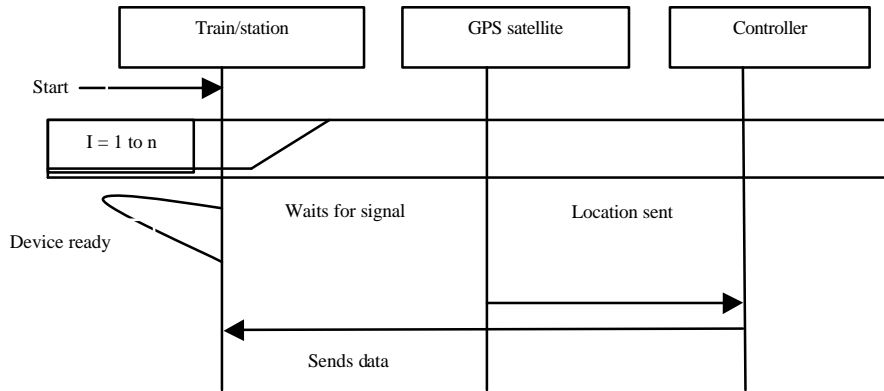 Train/station
GPS satellite
Controller
Start
I = 1 to n
Waits for signal
Location sent
Device ready
Sends data